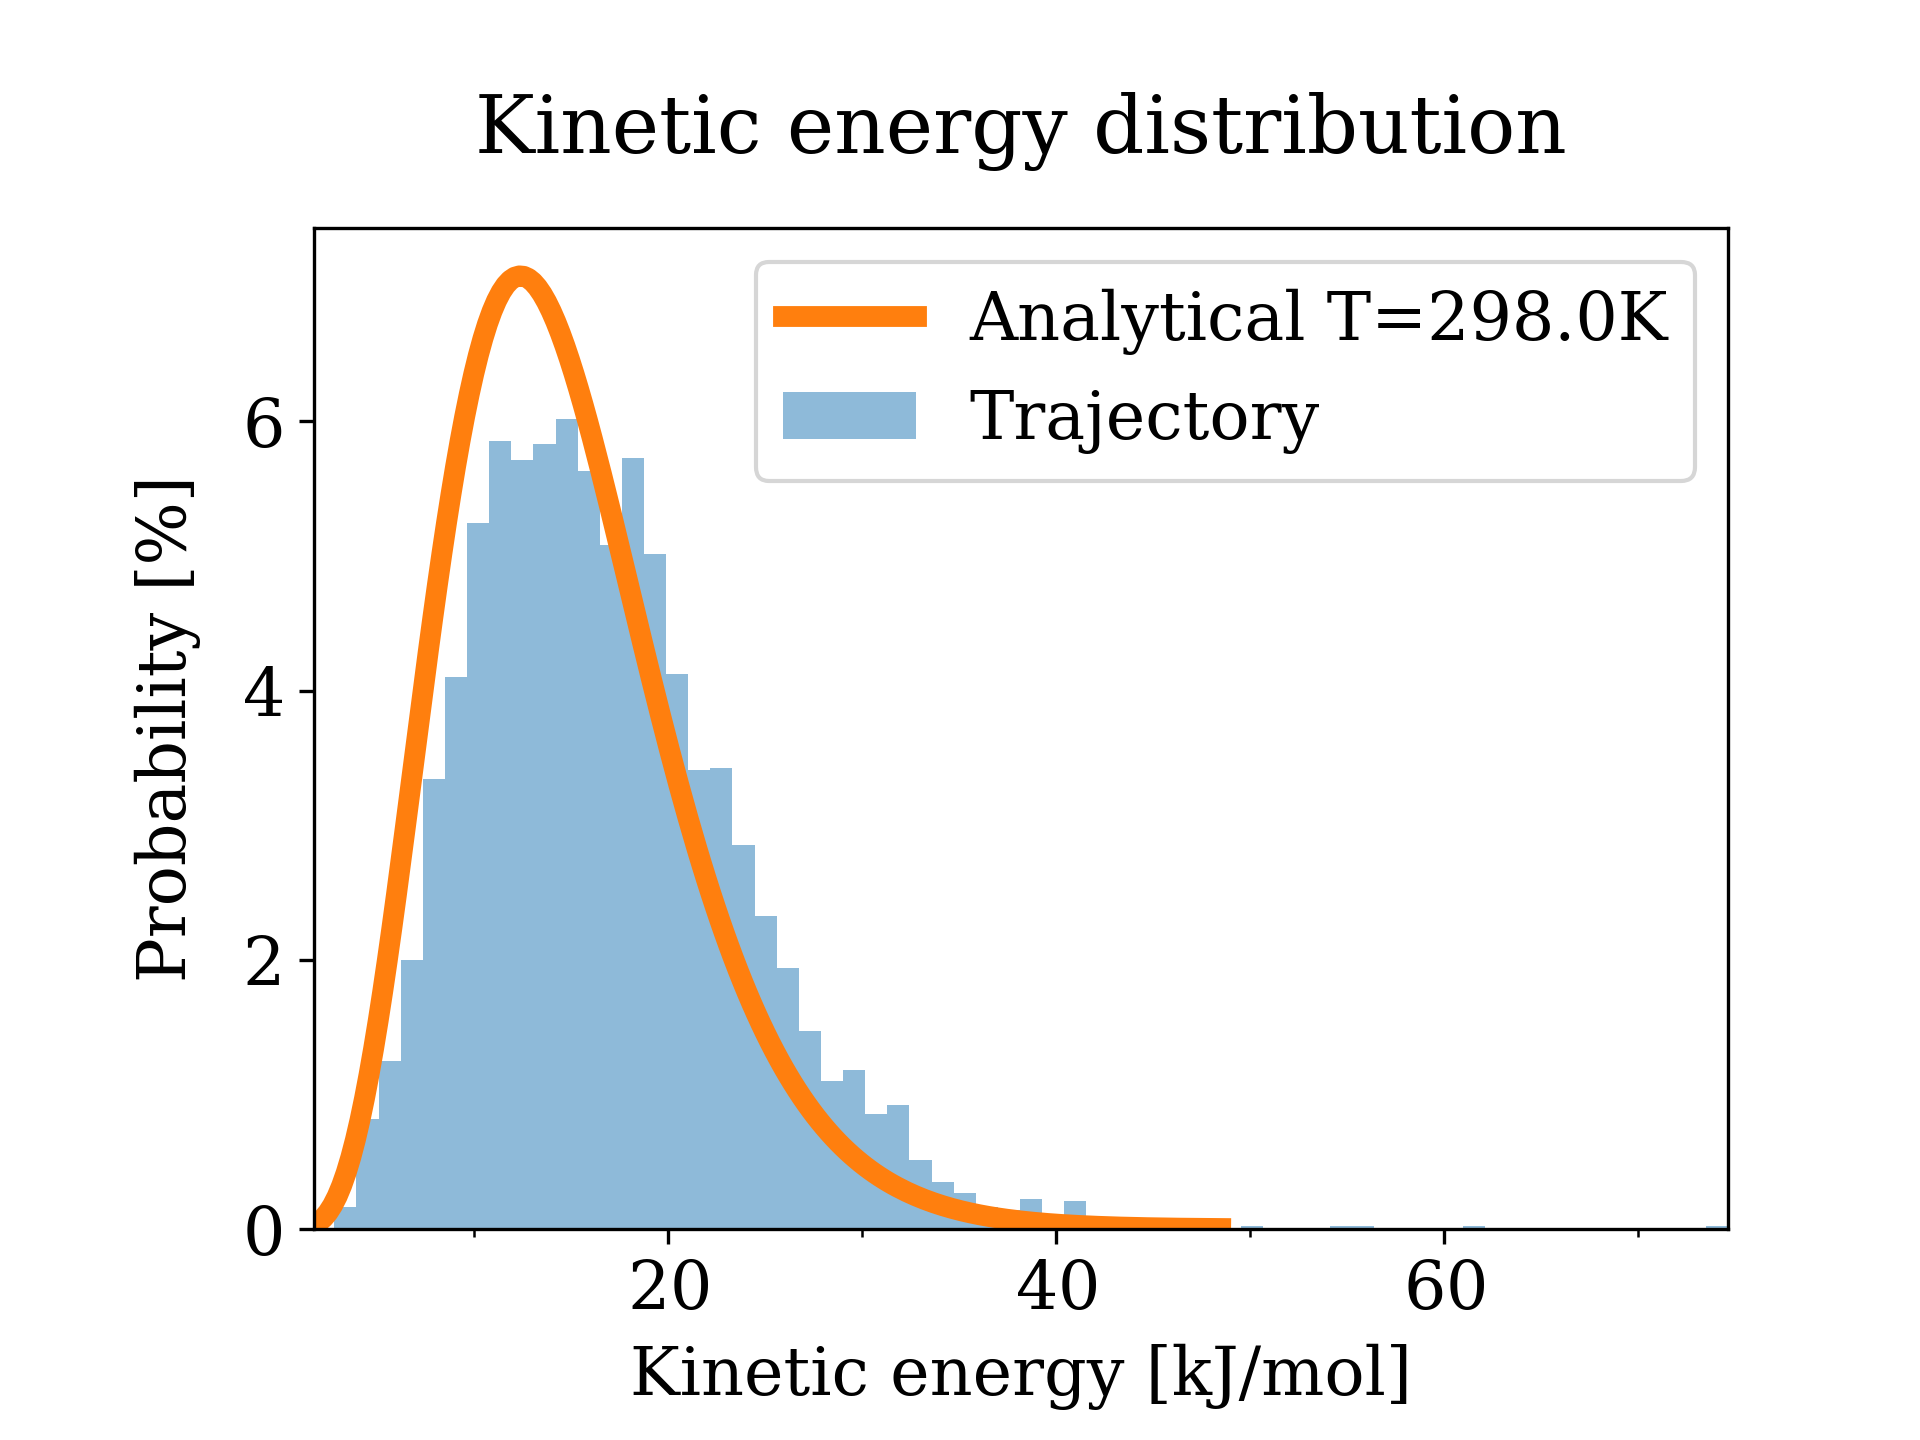 Kinetic energy distribution
Analytical T=298.0K
Trajectory
Probability [%]
6
4
2
0
20 40 60
Kinetic energy [kJ/mol]